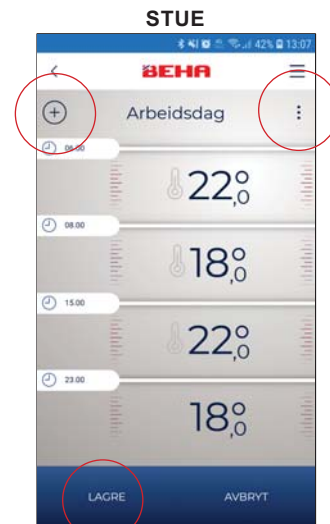 STUE
42% 13:07
BEHA
Arbeidsdag
06.00
22,0°
08.00
18,0°
15.00
22,0°
23.00
18,0°
LAGRE AVBRYT